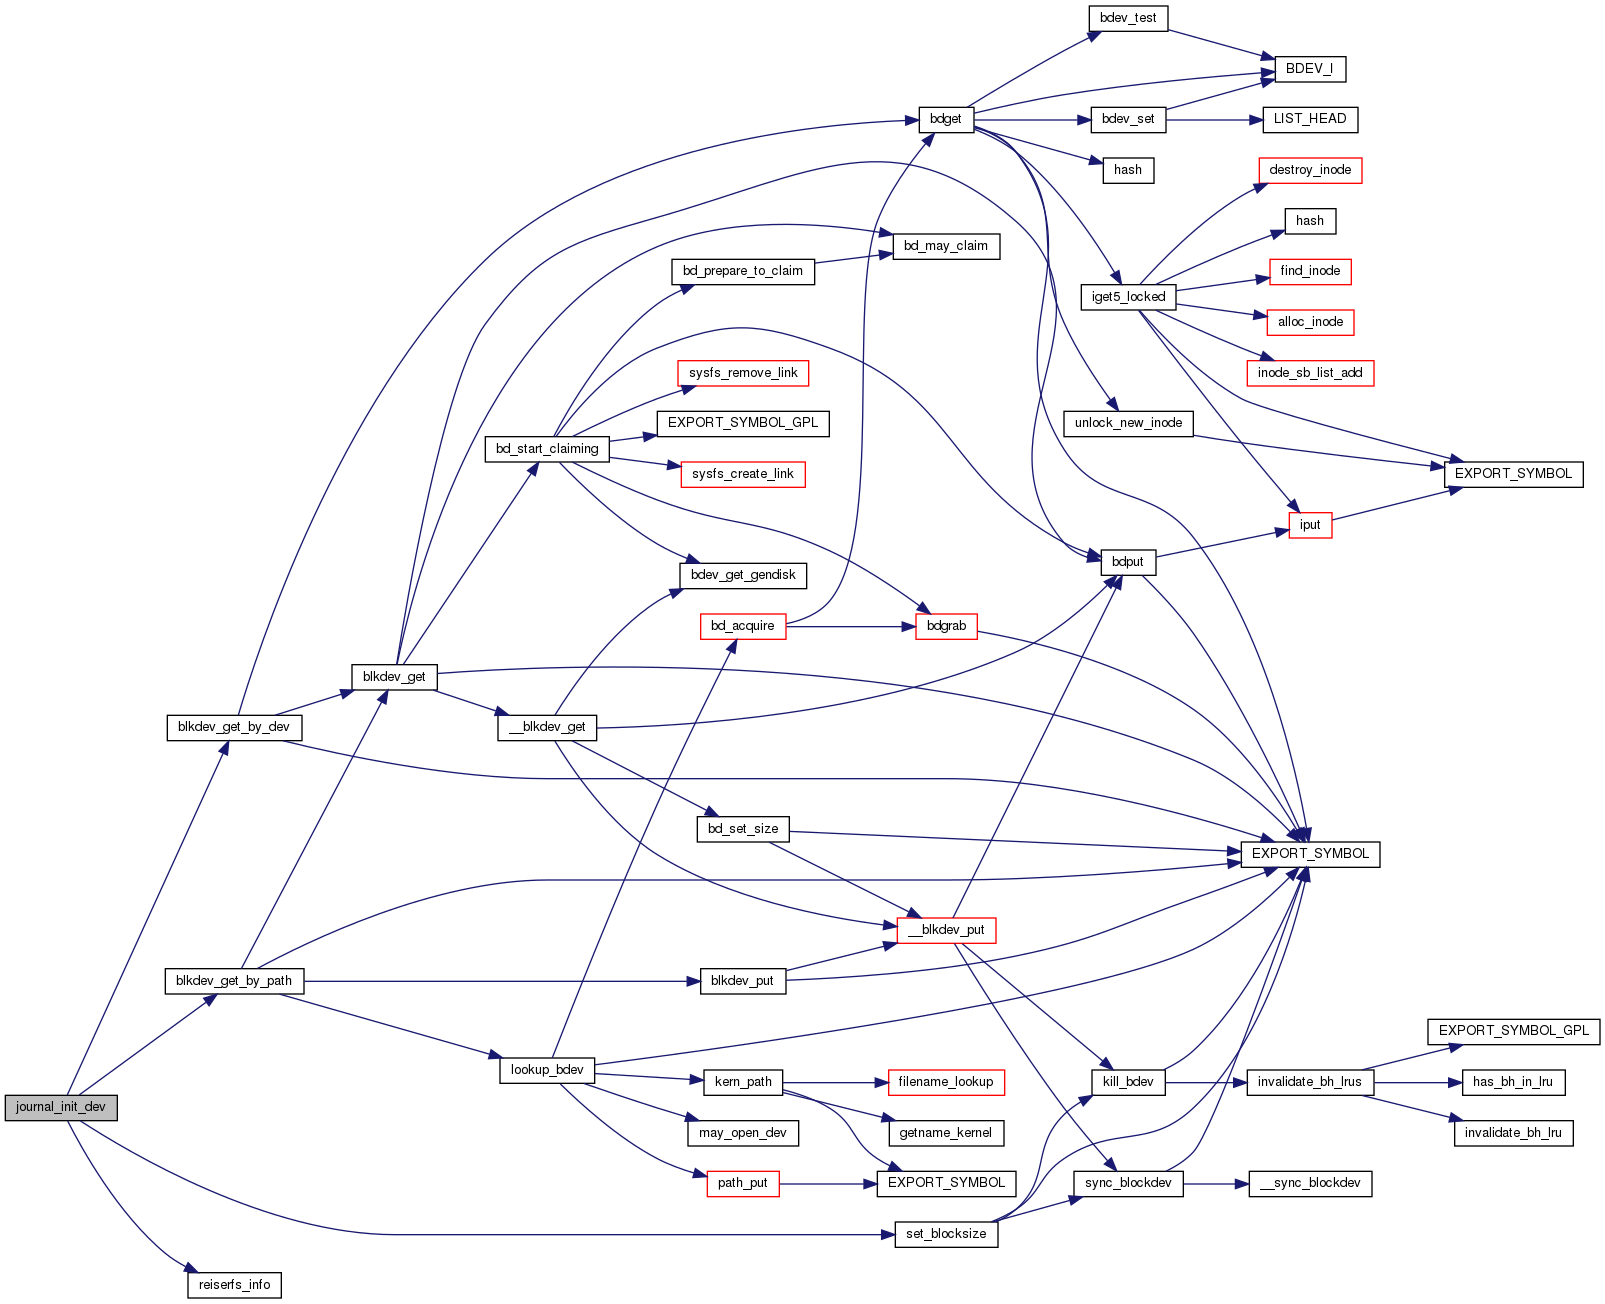 bdev_test
BDEV_I
bdget
bdev_set
LIST_HEAD
hash
destroy_inode
hash
bd_may_claim
bd_prepare_to_claim
find_inode
iget5_locked
alloc_inode
sysfs_remove_link
inode_sb_list_add
EXPORT_SYMBOL_GPL
unlock_new_inode
bd_start_claiming
sysfs_create_link
EXPORT_SYMBOL
iput
bdput
bdev_get_gendisk
bd_acquire
bdgrab
blkdev_get
blkdev_get_by_dev
__blkdev_get
bd_set_size
EXPORT_SYMBOL
__blkdev_put
blkdev_get_by_path
blkdev_put
EXPORT_SYMBOL_GPL
lookup_bdev
kern_path
filename_lookup
kill_bdev
invalidate_bh_lrus
has_bh_in_lru
journal_init_dev
may_open_dev
getname_kernel
invalidate_bh_lru
path_put
EXPORT_SYMBOL
sync_blockdev
__sync_blockdev
set_blocksize
reiserfs_info